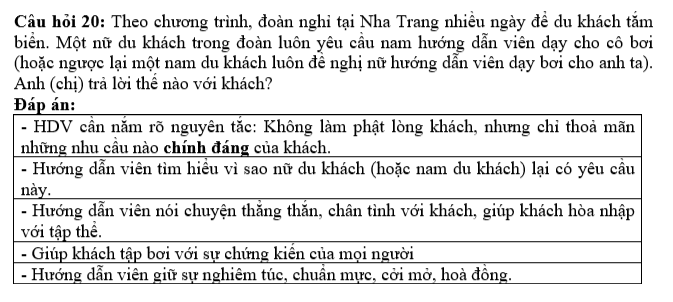 Câu hỏi 20: Theo chương trình, đoàn nghỉ tại Nha Trang nhiều ngày để du khách tắm
biển. Một nữ du khách trong đoàn luôn yêu cầu nam hướng dẫn viên dạy cho cô bơi
(hoặc ngược lại một nam du khách luôn đề nghị nữ hướng dẫn viên dạy bơi cho anh ta).
Anh (chị) trả lời thế nào với khách?
Đáp án:
- HDV cần nắm rõ nguyên tắc: Không làm phật lòng khách, nhưng chỉ thoả mãn
những nhu cầu nào chính đáng của khách.
- Hướng dẫn viên tìm hiểu vì sao nữ du khách (hoặc nam du khách) lại có yêu cầu
này.
- Hướng dẫn viên nói chuyện thẳng thắn, chân tình với khách, giúp khách hòa nhập
với tập thể.
- Giúp khách tập bơi với sự chứng kiến của mọi người
- Hướng dẫn viên giữ sự nghiêm túc, chuẩn mực, cởi mở, hoà đồng.